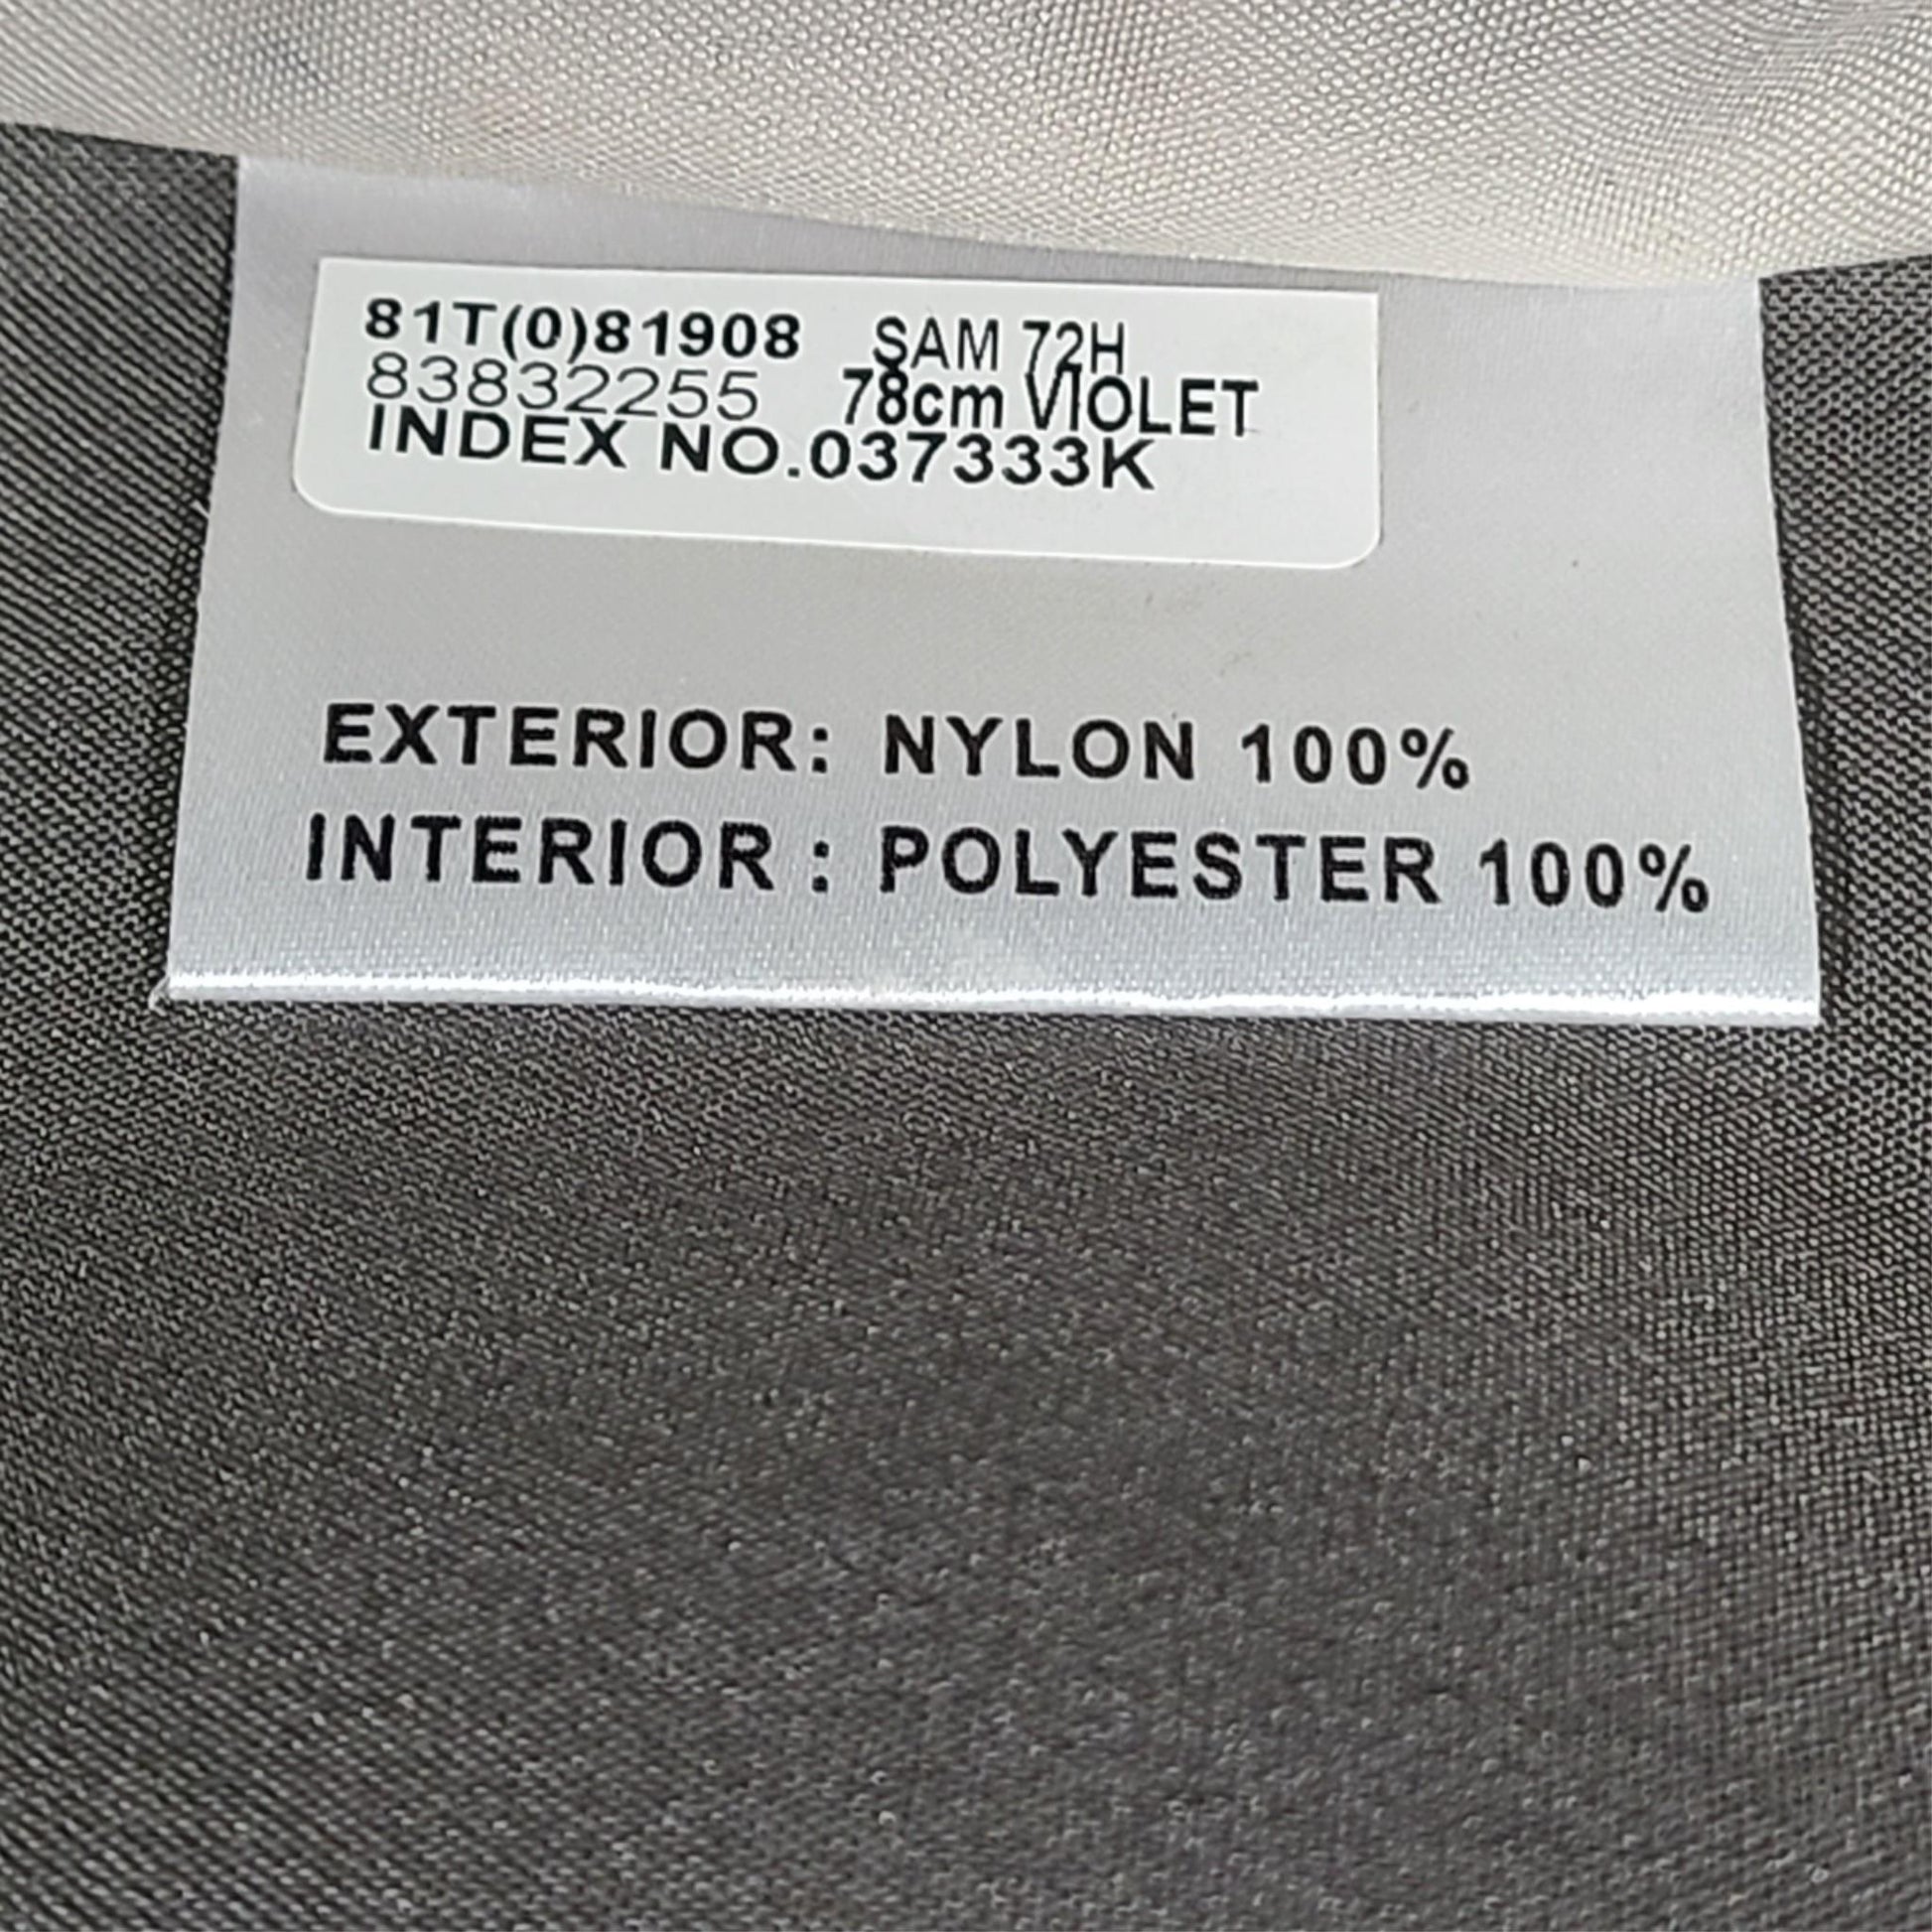 81T(0)81908 SAM 72H
83832255 78cm VIOLET
INDEX NO.037333K
EXTERIOR: NYLON 100%
INTERIOR : POLYESTER 100%